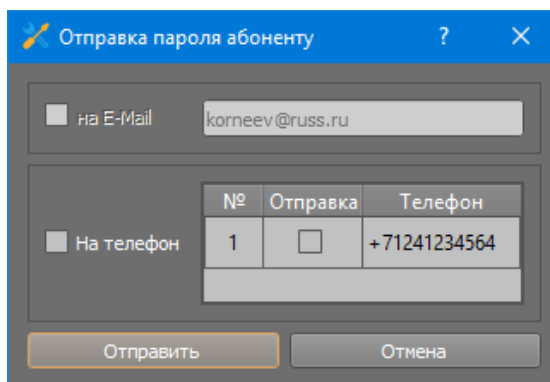 Отправка пароля абоненту ?
на E-Mail korneev@russ.ru
№ Отправка Телефон
На телефон 1 +71241234564
Отправить Отмена